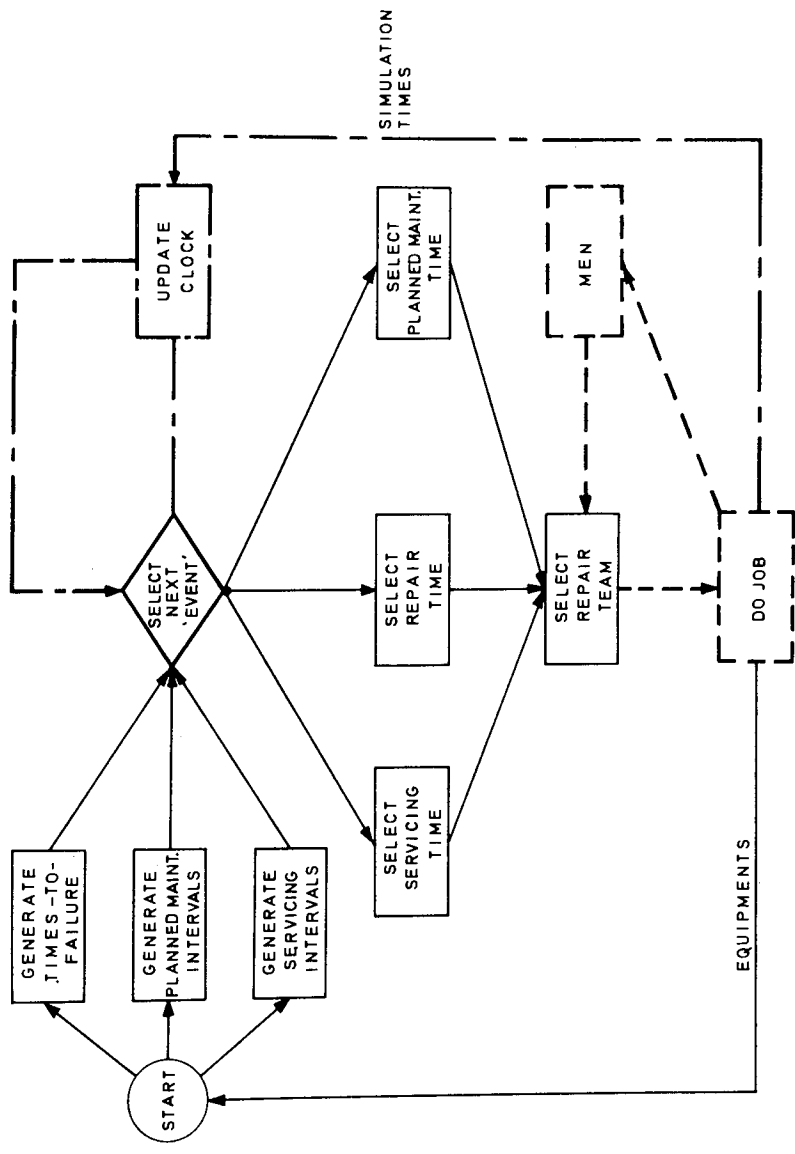 START
GENERATE
TIMES-TO-
FAILURE
GENERATE
PLANNED MAINT.
INTERVALS
GENERATE
SERVICING
INTERVALS
SELECT
NEXT
'EVENT'
UPDATE
CLOCK
SELECT
SERVICING
TIME
SELECT
REPAIR
TIME
SELECT
PLANNED MAINT.
TIME
SELECT
REPAIR
TEAM
MEN
DO JOB
EQUIPMENTS
SIMULATION
TIMES